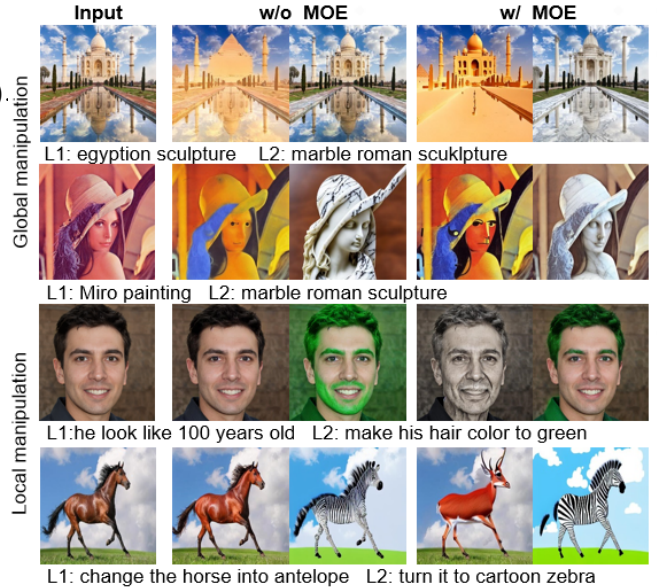 Input w/o MOE w/ MOE
).
Global manipulation
L1: egyption sculpture L2: marble roman scuklpture
L1: Miro painting L2: marble roman sculpture
Local manipulation
L1:he look like 100 years old L2: make his hair color to green
L1: change the horse into antelope L2: turn it to cartoon zebra